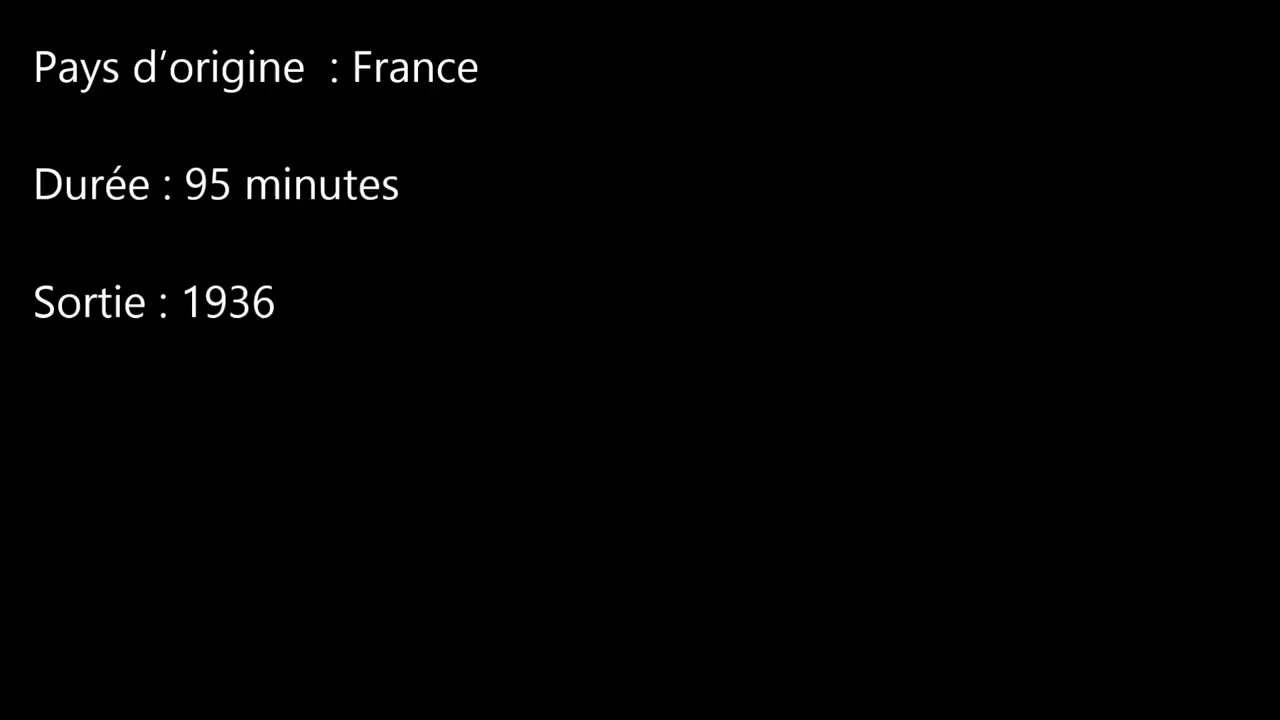 Pays d’origine  : France
Durée : 95 minutes
Sortie : 1936